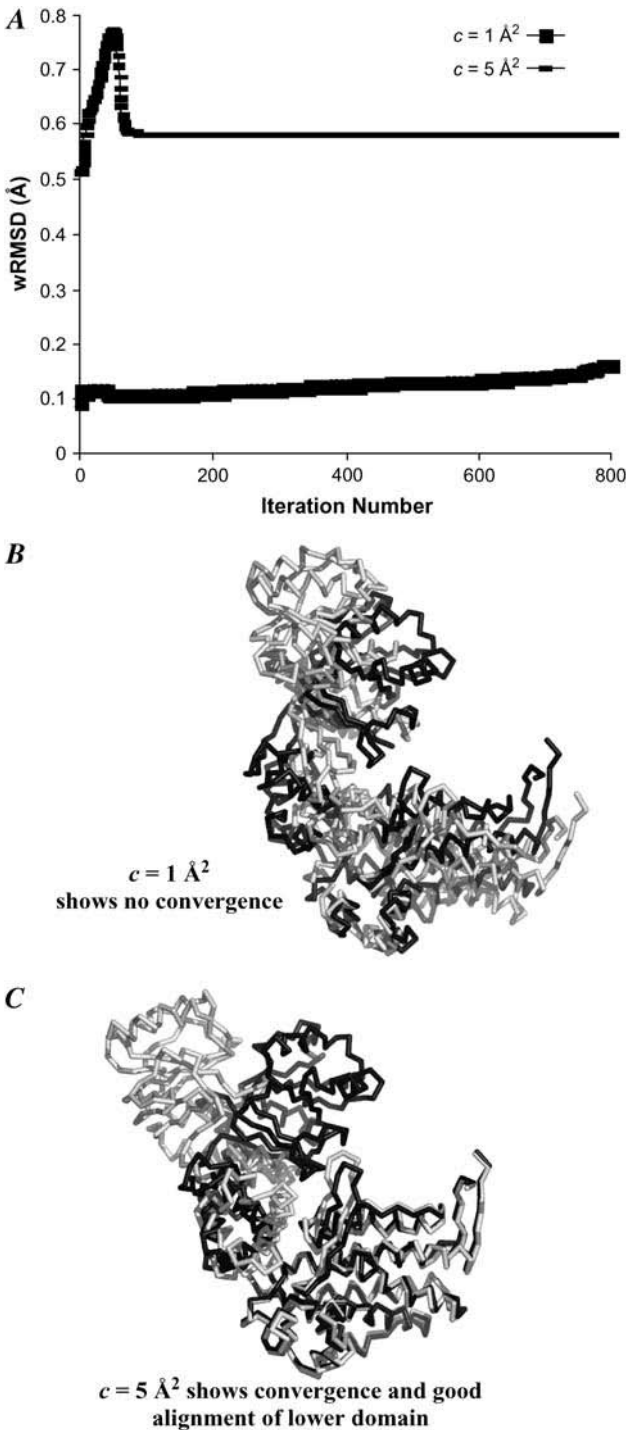 A
0.8
0.7
0.6
0.5
0.4
0.3
0.2
0.1
0
wRMSD (Å)
c = 1 Å²
c = 5 Å²
0 200 400 600 800
Iteration Number
B
c = 1 Å²
shows no convergence
C
c = 5 Å² shows convergence and good
alignment of lower domain